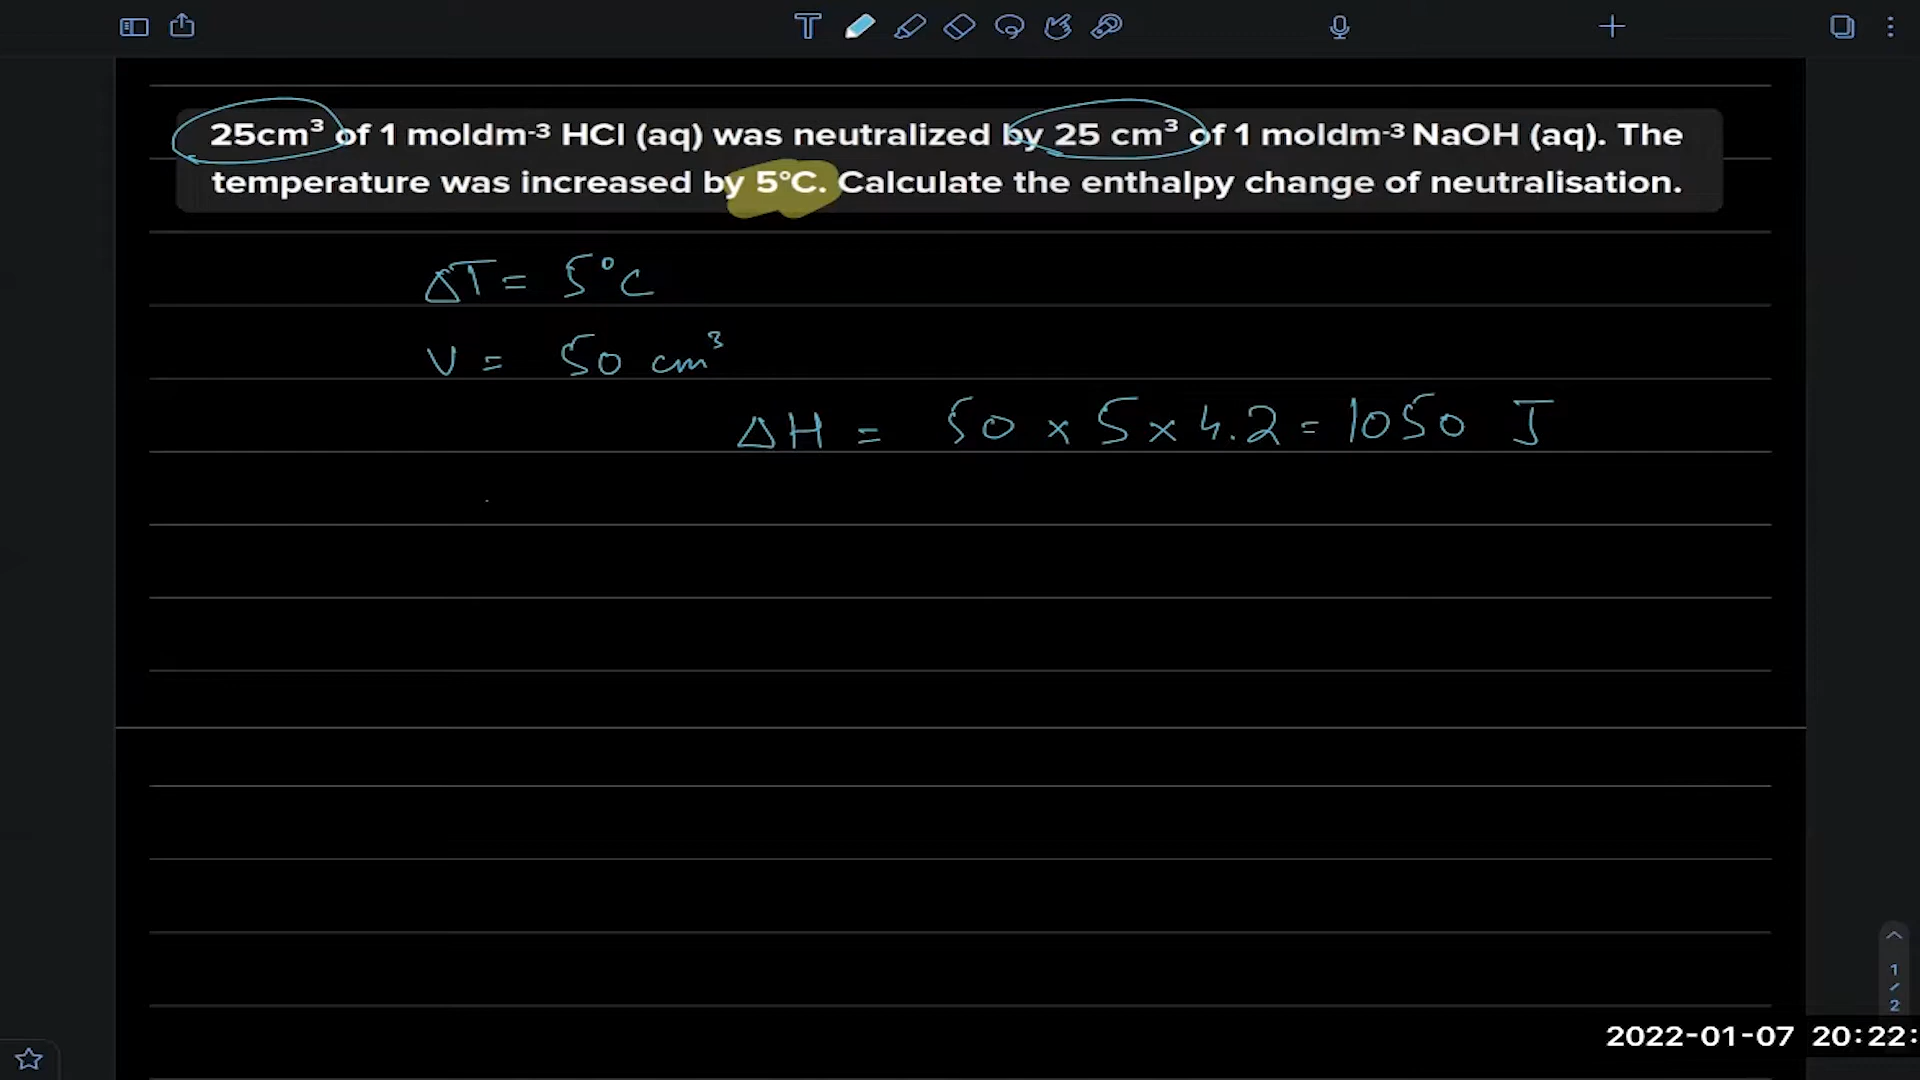 25cm³ of 1 moldm-³ HCl (aq) was neutralized by 25 cm³ of 1 moldm-³ NaOH (aq). The
temperature was increased by 5°C. Calculate the enthalpy change of neutralisation.
ΔT = 5°C
V = 50 cm³
ΔH = 50 × 5 × 4.2 = 1050 J
1
/
2
2022-01-07 20:22: